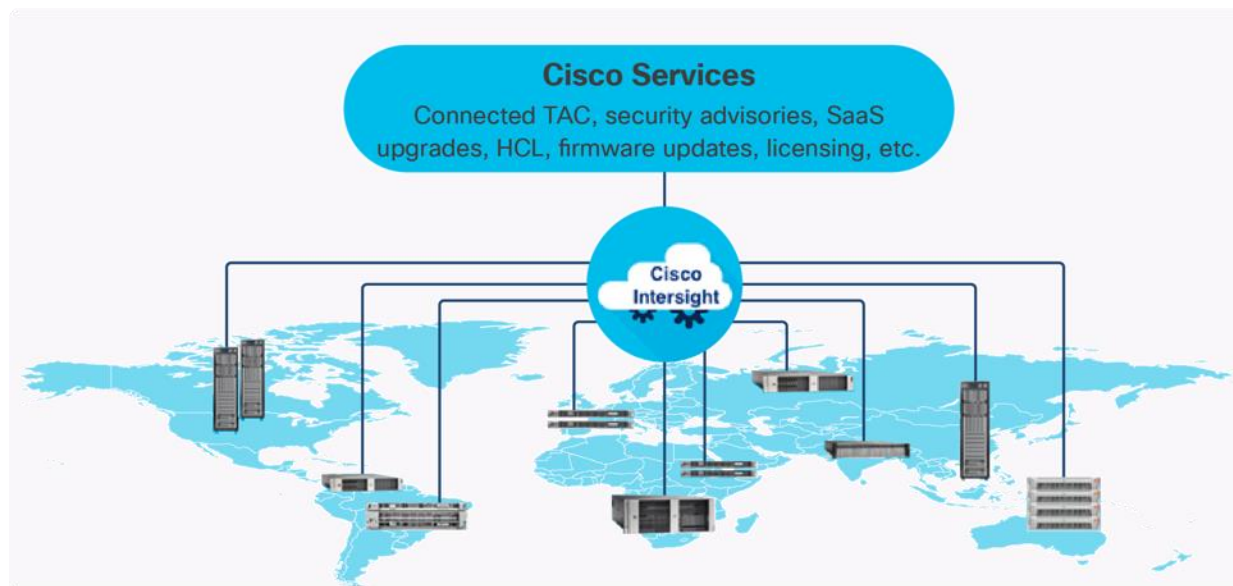 Cisco Services
Connected TAC, security advisories, SaaS
upgrades, HCL, firmware updates, licensing, etc.
Cisco
Intersight